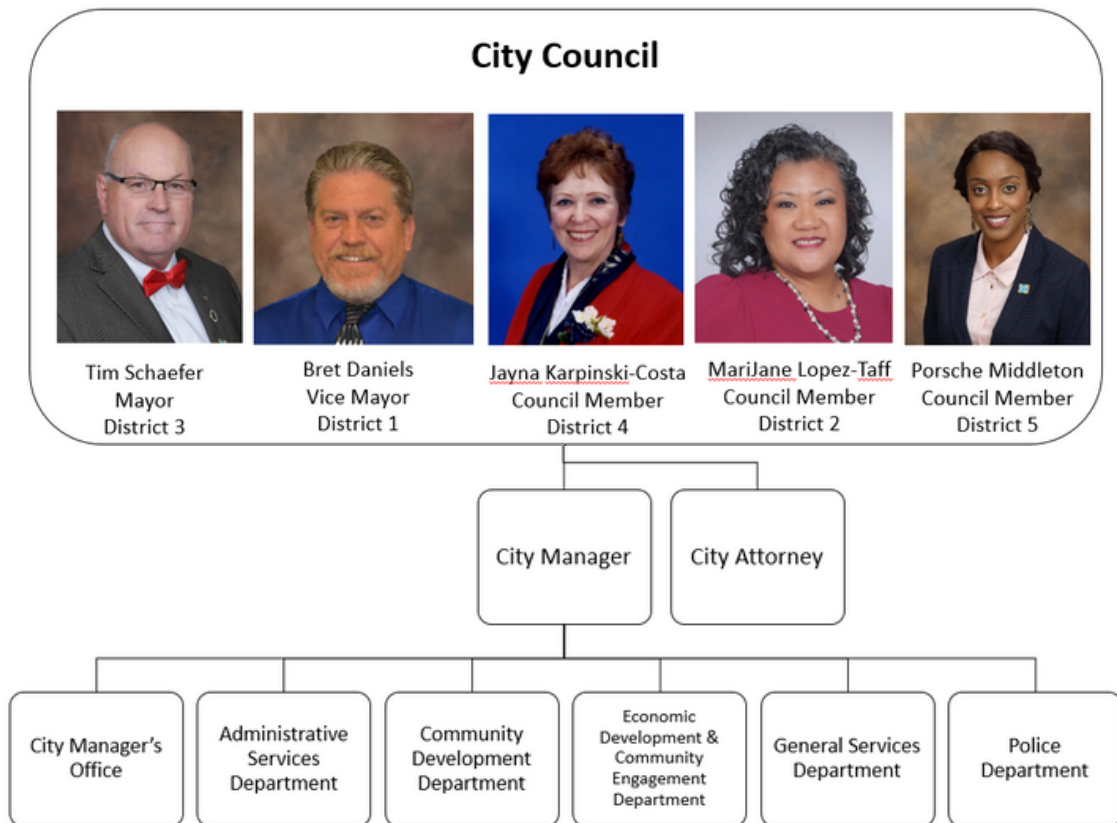 City Council
Tim Schaefer
Mayor
District 3
Bret Daniels
Vice Mayor
District 1
Jayna Karpinski-Costa
Council Member
District 4
MariJane Lopez-Taff
Council Member
District 2
Porsche Middleton
Council Member
District 5
City Manager
City Attorney
City Manager’s
Office
Administrative
Services
Department
Community
Development
Department
Economic
Development &
Community
Engagement
Department
General Services
Department
Police
Department